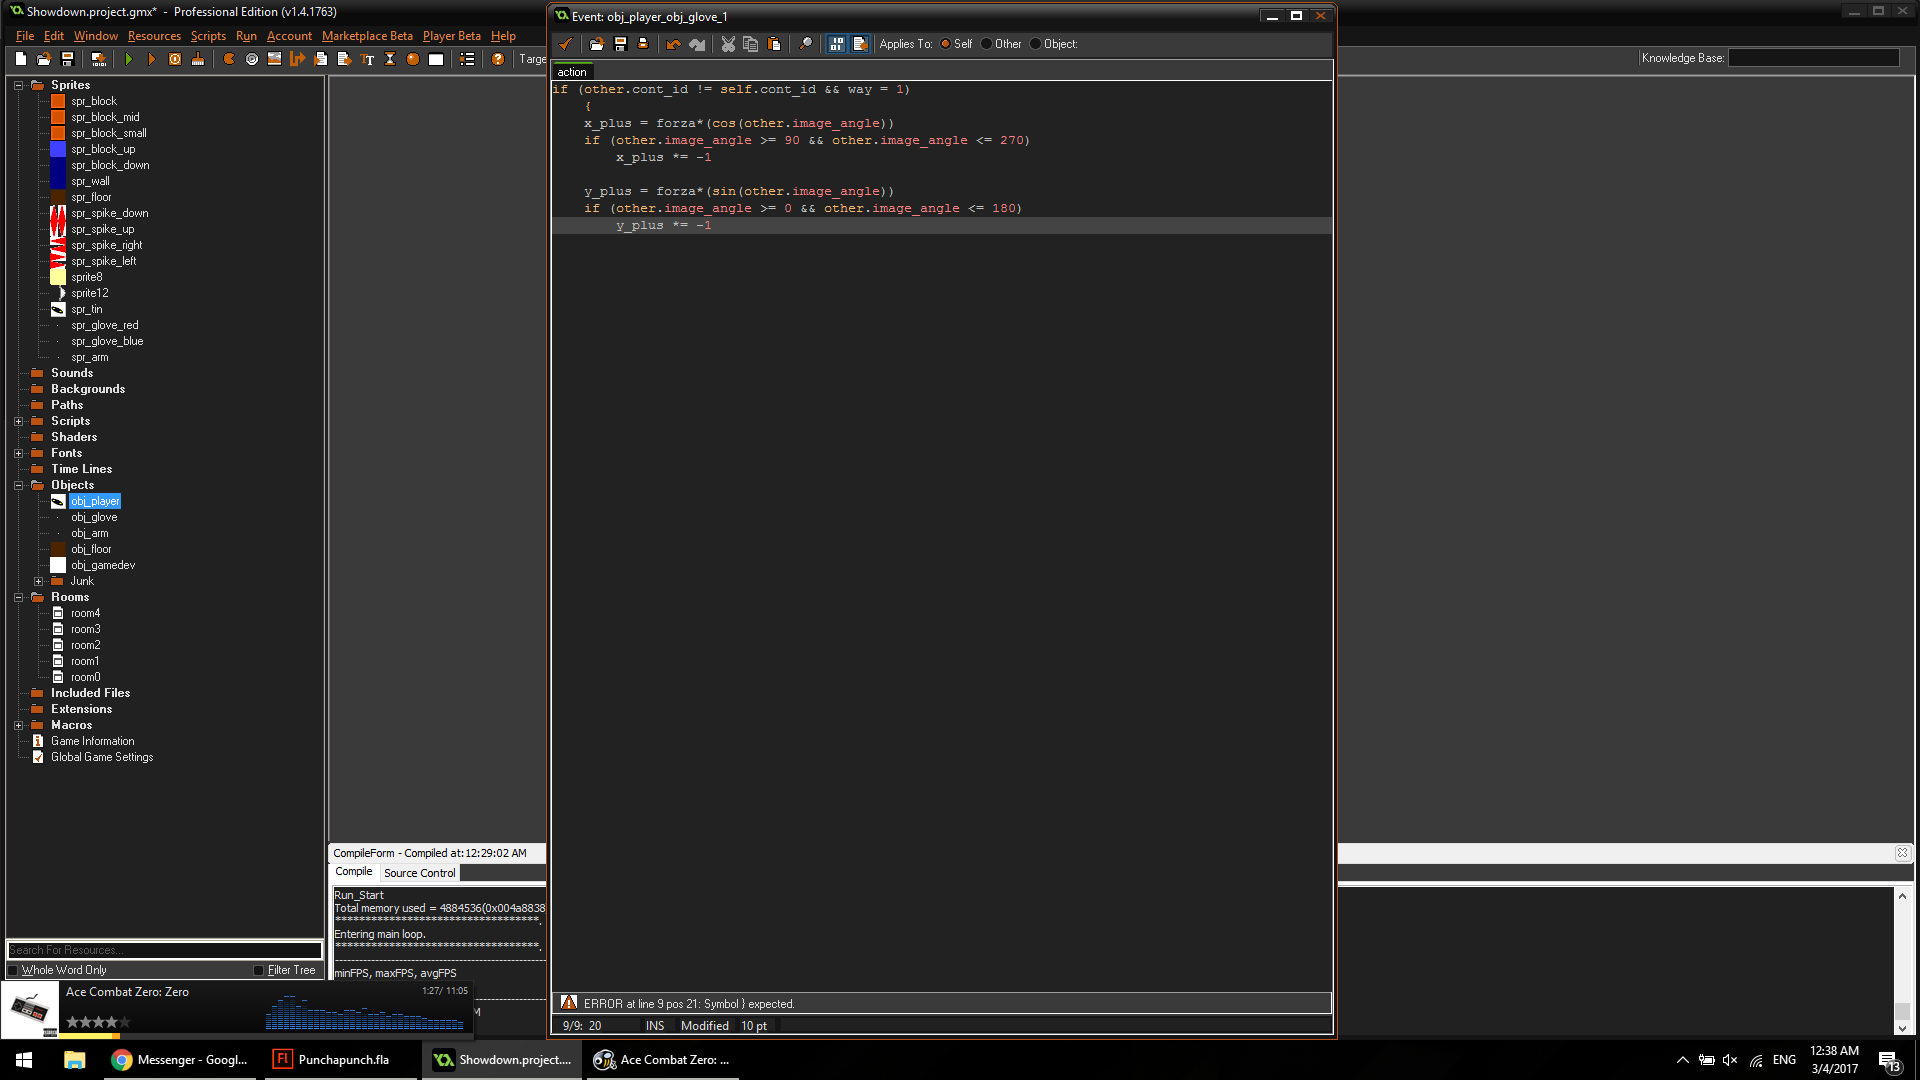 Showdown.project.gmx* - Professional Edition (v1.4.1763)
File Edit Window Resources Scripts Run Account Marketplace Beta Player Beta Help
Targe
Knowledge Base:
Sprites
spr_block
spr_block_mid
spr_block_small
spr_block_up
spr_block_down
spr_wall
spr_floor
spr_spike_down
spr_spike_up
spr_spike_right
spr_spike_left
sprite8
sprite12
spr_tin
spr_glove_red
spr_glove_blue
spr_arm
Sounds
Backgrounds
Paths
Scripts
Shaders
Fonts
Time Lines
Objects
obj_player
obj_glove
obj_arm
obj_floor
obj_gamedev
Junk
Rooms
room4
room3
room2
room1
room0
Included Files
Extensions
Macros
Game Information
Global Game Settings
Search For Resources...
Whole Word Only Filter Tree
Event: obj_player_obj_glove_1
Applies To: Self Other Object:
action
if (other.cont_id != self.cont_id && way = 1)
{
x_plus = forza*(cos(other.image_angle))
if (other.image_angle >= 90 && other.image_angle <= 270)
x_plus *= -1
y_plus = forza*(sin(other.image_angle))
if (other.image_angle >= 0 && other.image_angle <= 180)
y_plus *= -1
ERROR at line 9 pos 21: Symbol } expected.
9/9: 20 INS Modified 10 pt
CompileForm - Compiled at: 12:29:02 AM
Compile Source Control
Run_Start
Total memory used = 4884536(0x004a8838
**********************************.
Entering main loop.
**********************************.
minFPS, maxFPS, avgFPS
M
Ace Combat Zero: Zero 1:27/ 11:05
Messenger - Googl...
Fl Punchapunch.fla
Showdown.project....
Ace Combat Zero: ...
ENG
12:38 AM
3/4/2017
13